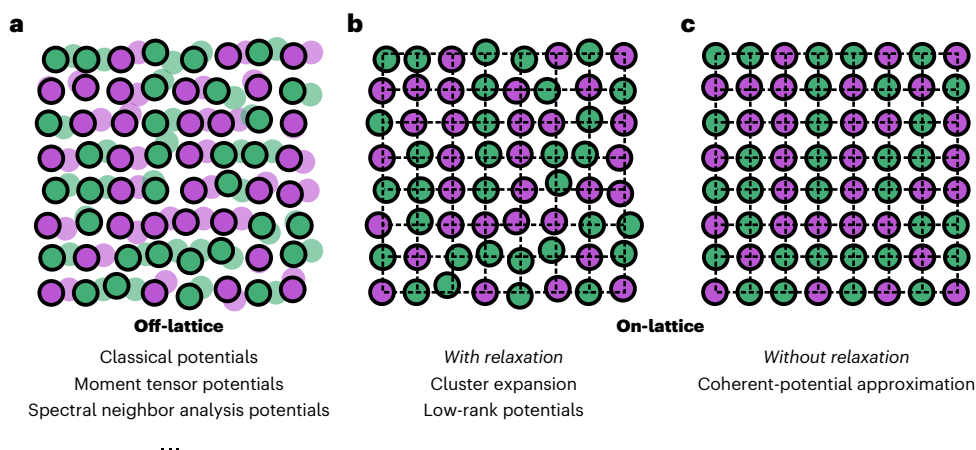 a
b
c
Off-lattice
On-lattice
Classical potentials
With relaxation
Without relaxation
Moment tensor potentials
Cluster expansion
Coherent-potential approximation
Spectral neighbor analysis potentials
Low-rank potentials
...